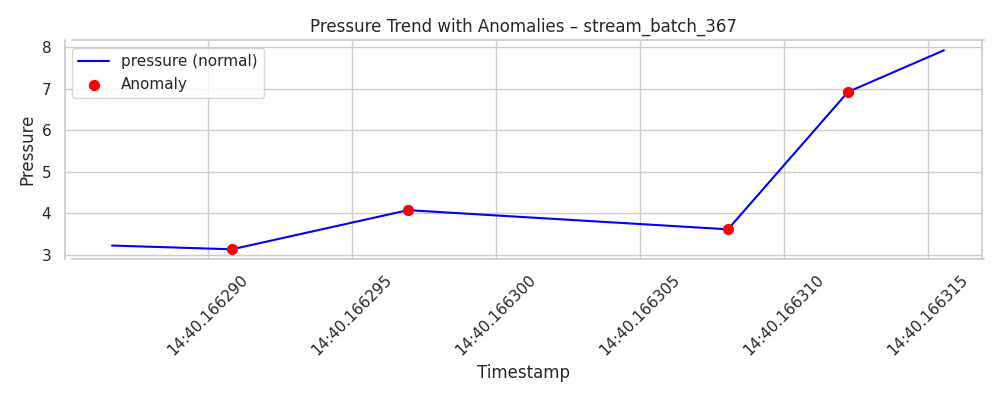 Pressure Trend with Anomalies – stream_batch_367
pressure (normal)
Anomaly
Pressure
8
7
6
5
4
3
14:40.166290
14:40.166295
14:40.166300
14:40.166305
14:40.166310
14:40.166315
Timestamp